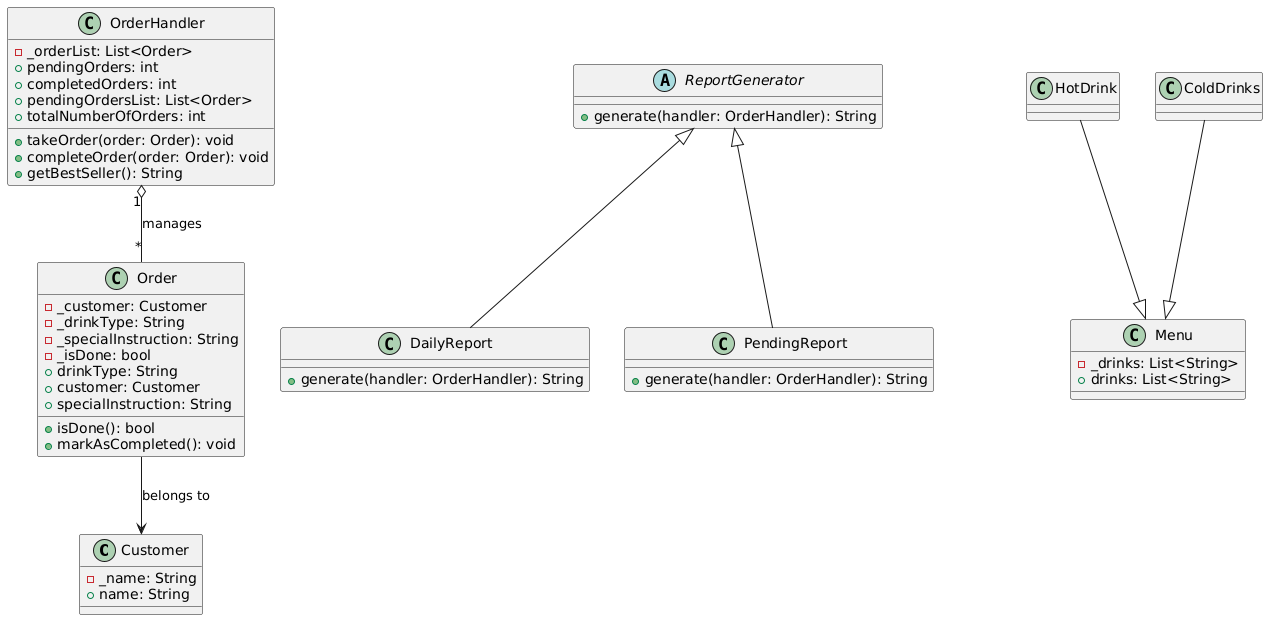 OrderHandler
_orderList: List<Order>
pendingOrders: int
completedOrders: int
pendingOrdersList: List<Order>
totalNumberOfOrders: int
takeOrder(order: Order): void
completeOrder(order: Order): void
getBestSeller(): String
1
manages
*
Order
_customer: Customer
_drinkType: String
_specialInstruction: String
_isDone: bool
drinkType: String
customer: Customer
specialInstruction: String
isDone(): bool
markAsCompleted(): void
belongs to
Customer
_name: String
name: String
ReportGenerator
generate(handler: OrderHandler): String
DailyReport
generate(handler: OrderHandler): String
PendingReport
generate(handler: OrderHandler): String
HotDrink
ColdDrinks
Menu
_drinks: List<String>
drinks: List<String>